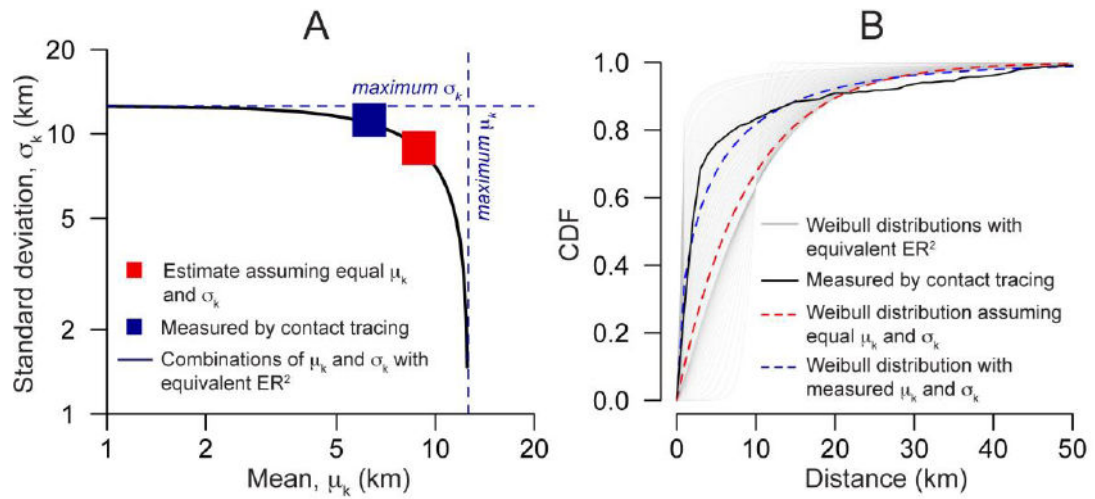 A
Standard deviation, σk (km)
20
10
5
2
1
maximum σk
maximum μk
Estimate assuming equal μk
and σk
Measured by contact tracing
Combinations of μk and σk with
equivalent ER²
1 2 5 10 20
Mean, μk (km)
B
CDF
1.0
0.8
0.6
0.4
0.2
0.0
Weibull distributions with
equivalent ER²
Measured by contact tracing
Weibull distribution assuming
equal μk and σk
Weibull distribution with
measured μk and σk
0 10 20 30 40 50
Distance (km)